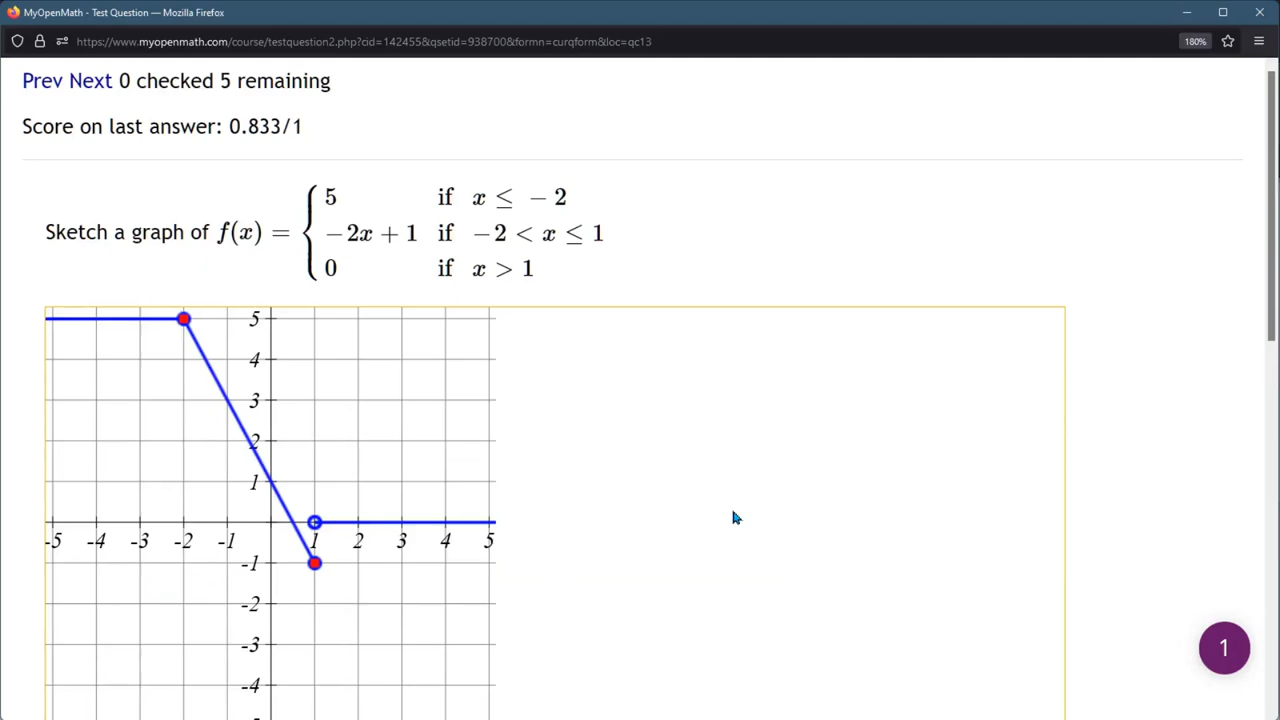 MyOpenMath - Test Question — Mozilla Firefox
https://www.myopenmath.com/course/testquestion2.php?cid=142455&qsetid=938700&formn=curqform&loc=qc13
180%
Prev Next 0 checked 5 remaining
Score on last answer: 0.833/1
5 if x ≤ −2
Sketch a graph of f(x) = { −2x + 1 if −2 < x ≤ 1
0 if x > 1
5
4
3
2
1
-5 -4 -3 -2 -1 1 2 3 4 5
-1
-2
-3
-4
1